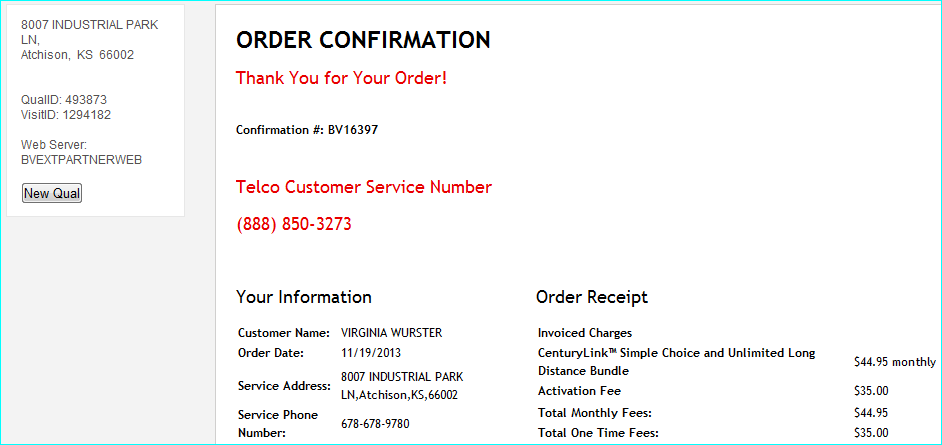 8007 INDUSTRIAL PARK
LN,
Atchison, KS 66002
QualID: 493873
VisitID: 1294182
Web Server:
BVEXTPARTNERWEB
New Qual
ORDER CONFIRMATION
Thank You for Your Order!
Confirmation #: BV16397
Telco Customer Service Number
(888) 850-3273
Your Information
Customer Name: VIRGINIA WURSTER
Order Date: 11/19/2013
Service Address: 8007 INDUSTRIAL PARK
LN,Atchison,KS,66002
Service Phone
Number: 678-678-9780
Order Receipt
Invoiced Charges
CenturyLink™ Simple Choice and Unlimited Long
Distance Bundle $44.95 monthly
Activation Fee $35.00
Total Monthly Fees: $44.95
Total One Time Fees: $35.00